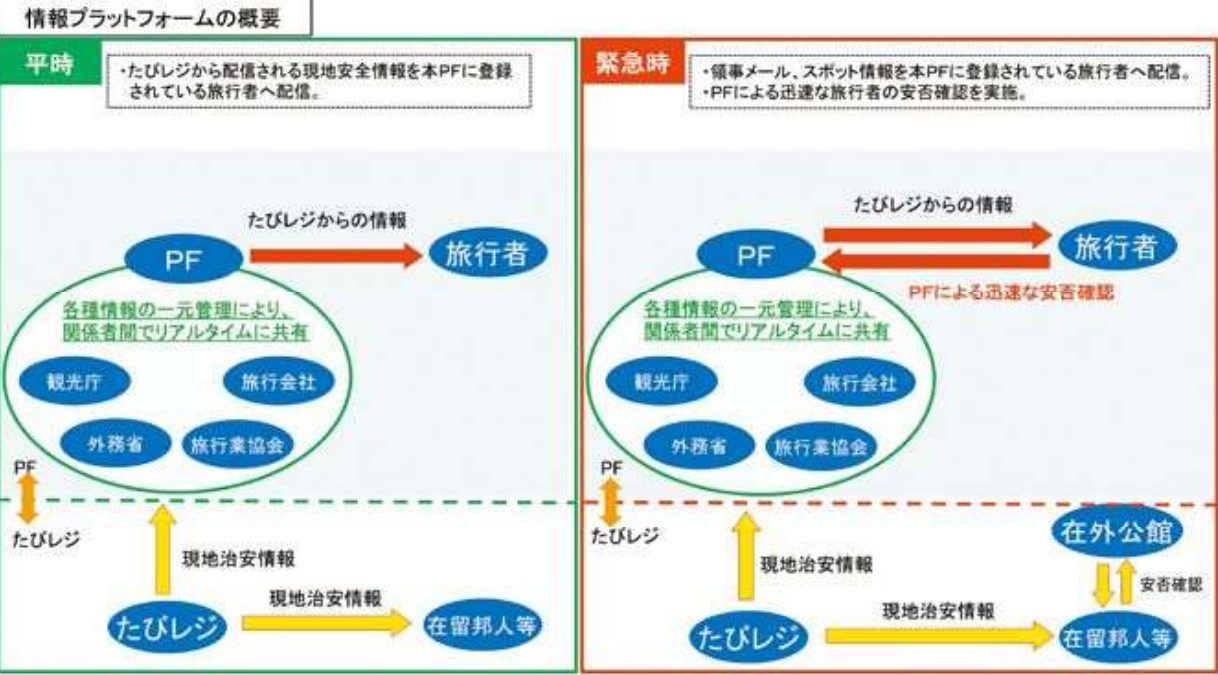 情報プラットフォームの概要
平時
・たびレジから配信される現地安全情報を本PFに登録
されている旅行者へ配信。
たびレジからの情報
PF
旅行者
各種情報の一元管理により、
関係者間でリアルタイムに共有
観光庁
旅行会社
外務省
旅行業協会
PF
たびレジ
現地治安情報
現地治安情報
たびレジ
在留邦人等
緊急時
・領事メール、スポット情報を本PFに登録されている旅行者へ配信。
・PFによる迅速な旅行者の安否確認を実施。
たびレジからの情報
PF
旅行者
PFによる迅速な安否確認
各種情報の一元管理により、
関係者間でリアルタイムに共有
観光庁
旅行会社
外務省
旅行業協会
PF
たびレジ
在外公館
現地治安情報
安否確認
現地治安情報
たびレジ
在留邦人等